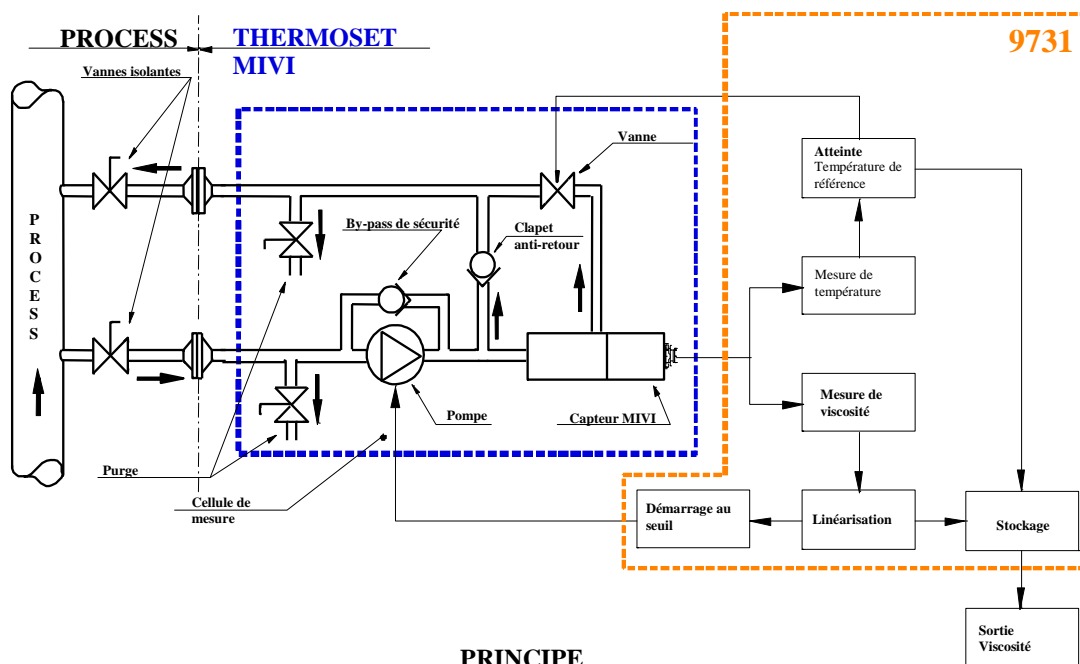 PROCESS
THERMOSET
MIVI
9731
Vannes isolantes
Vanne
Atteinte
Température de
référence
PROCESS
By-pass de sécurité
Clapet
anti-retour
Mesure de
température
Mesure de
viscosité
Pompe
Capteur MIVI
Purge
Cellule de
mesure
Démarrage au
seuil
Linéarisation
Stockage
Sortie
Viscosité
PRINCIPE